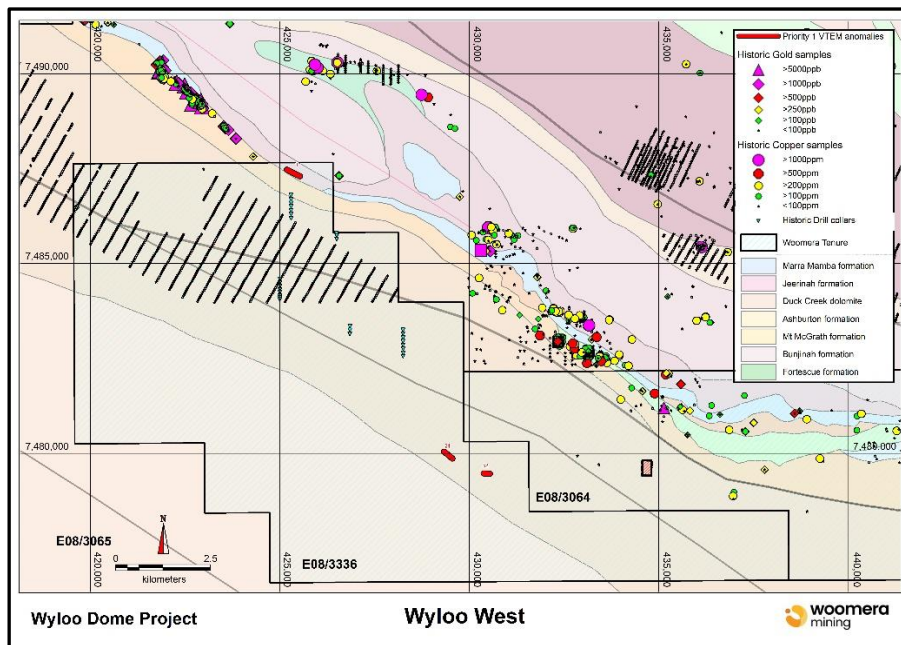 420,000
425,000
430,000
435,000
7,490,000
7,485,000
7,480,000
7,480,000
Priority 1 VTEM anomalies
Historic Gold samples
>5000ppb
>1000ppb
>500ppb
>250ppb
>100ppb
<100ppb
Historic Copper samples
>1000ppm
>500ppm
>200ppm
>100ppm
<100ppm
Historic Drill collars
Woomera Tenure
Marra Mamba formation
Jeerinah formation
Duck Creek dolomite
Ashburton formation
Mt McGrath formation
Bunjinah formation
Fortescue formation
E08/3064
E08/3065
E08/3336
N
0
2.5
kilometers
420,000
425,000
430,000
435,000
440,000
Wyloo Dome Project
Wyloo West
woomera
mining